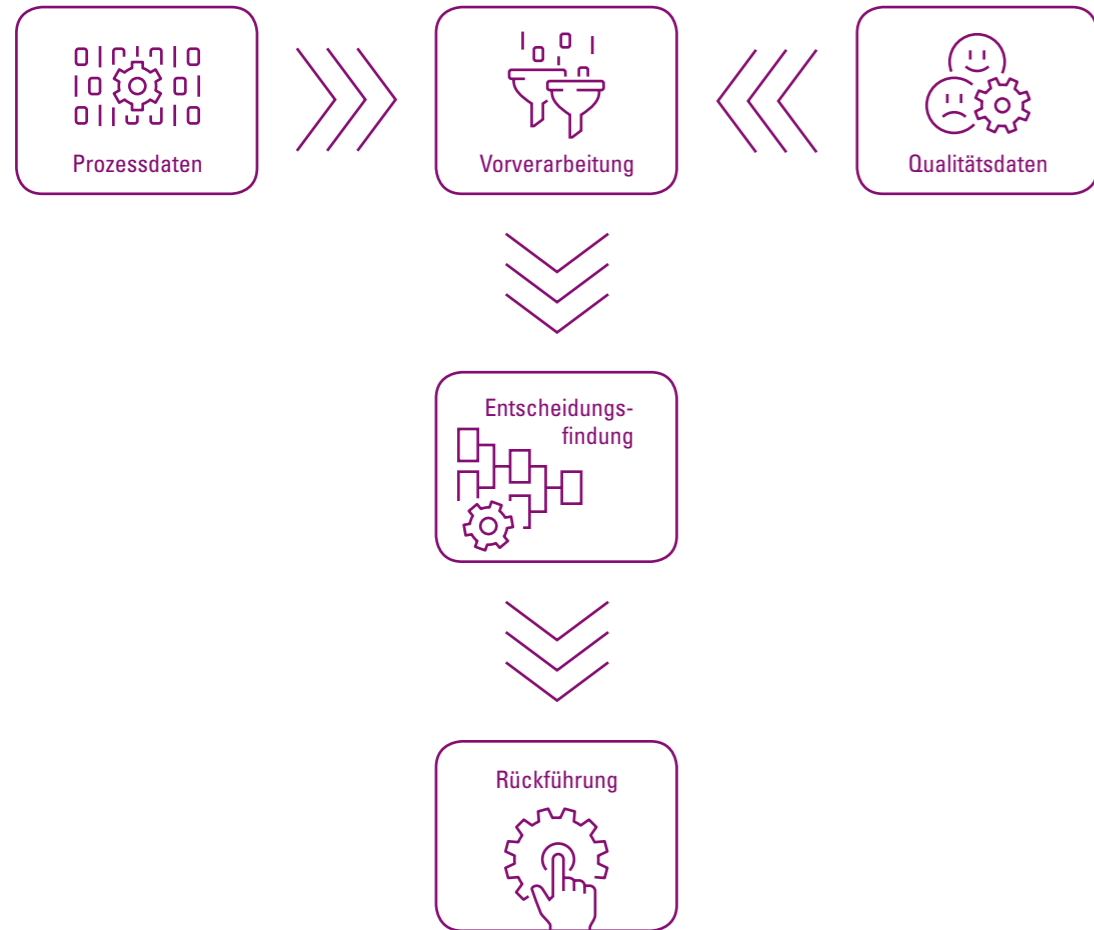 Prozessdaten
Vorverarbeitung
Qualitätsdaten
Entscheidungs-
findung
Rückführung